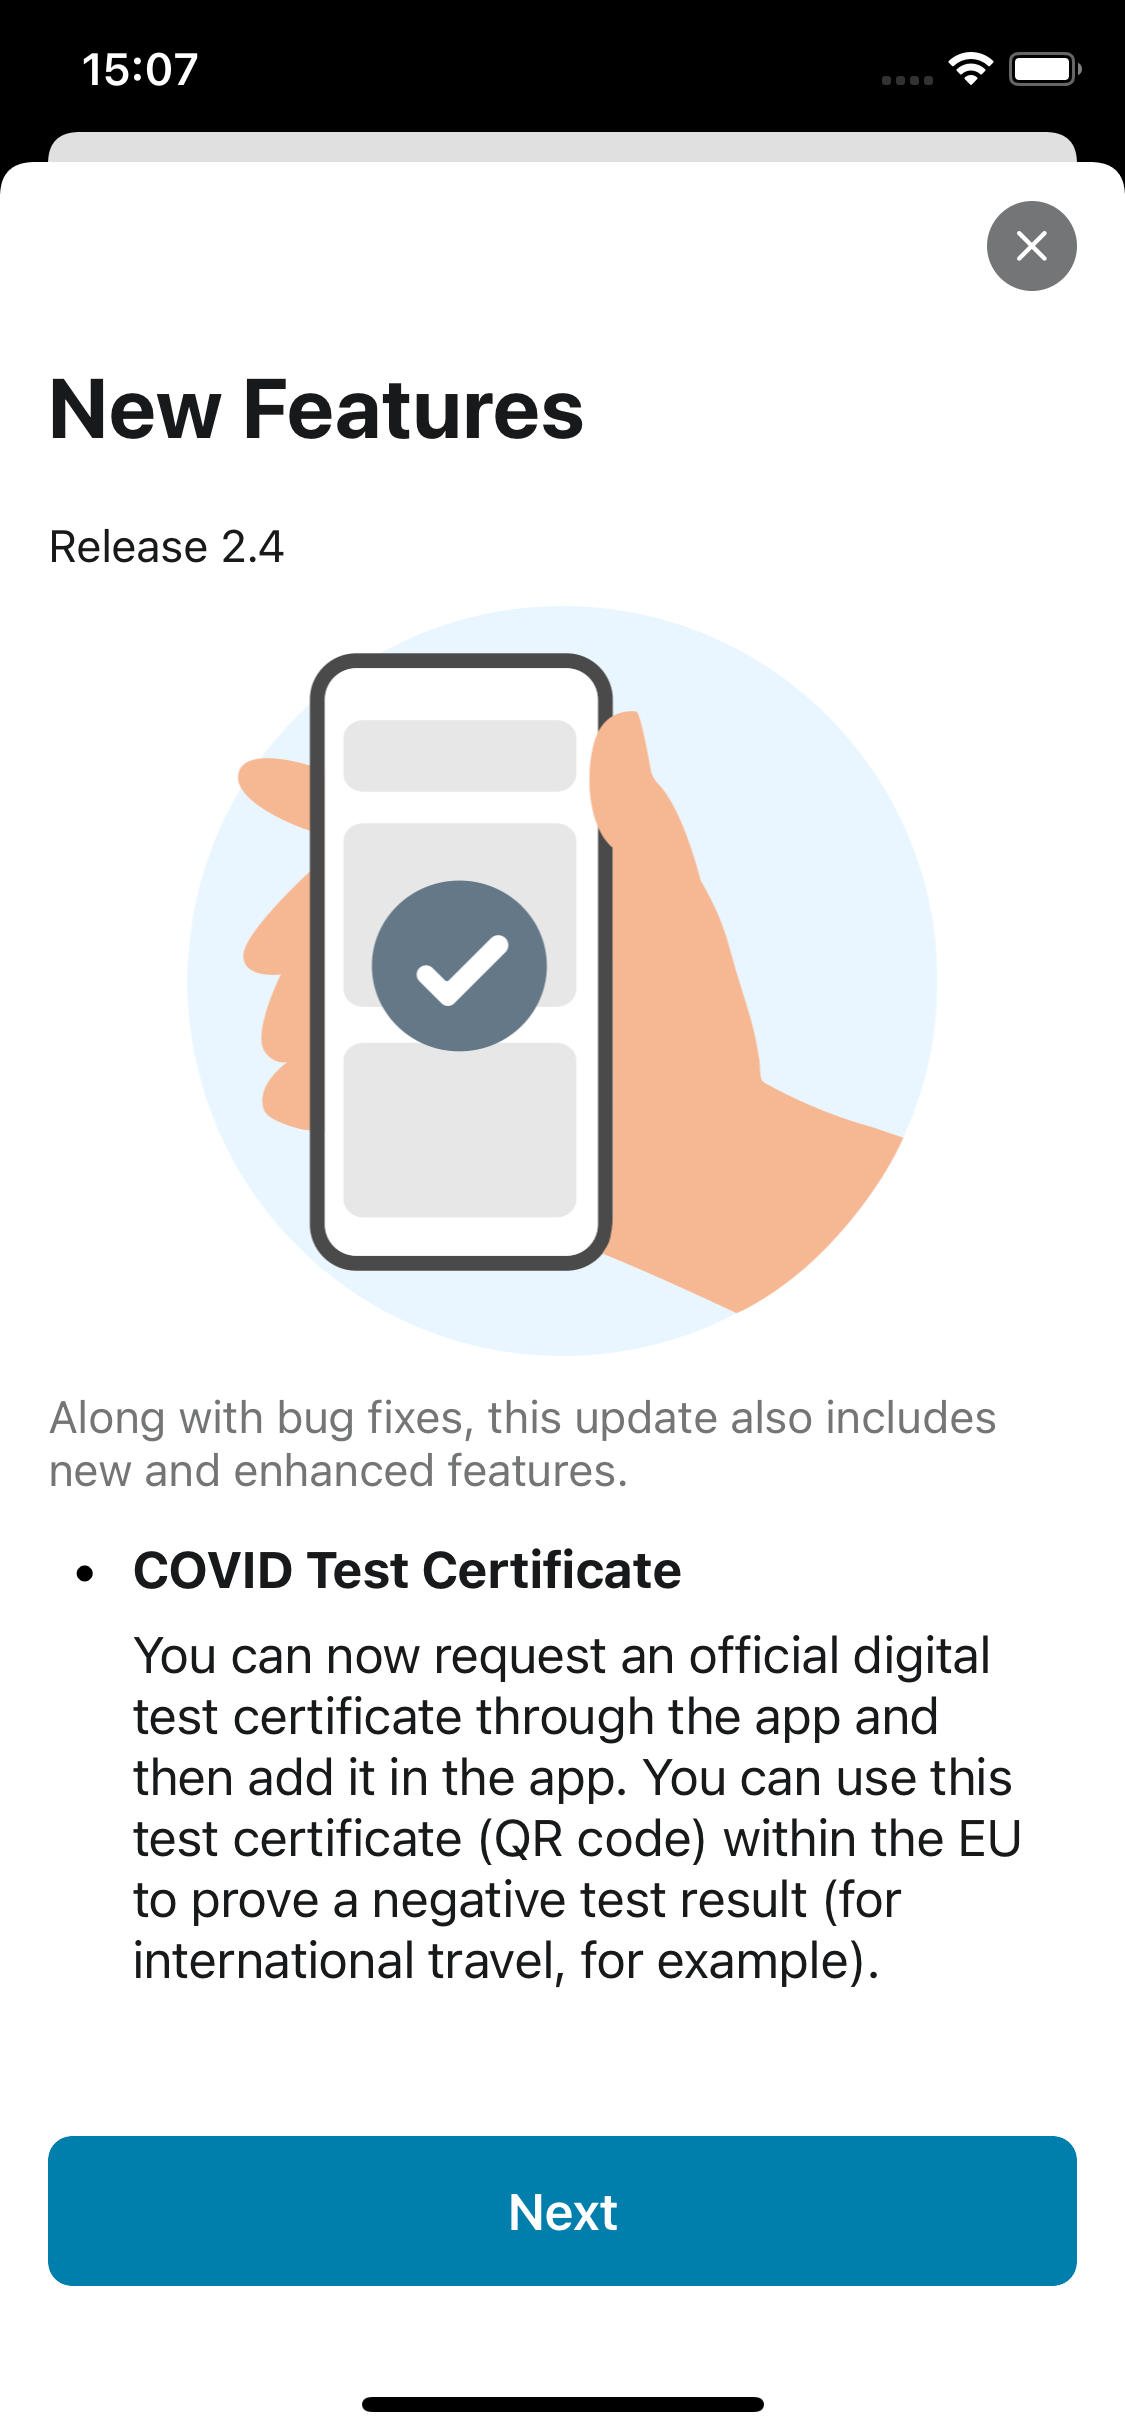 15:07
New Features
Release 2.4
Along with bug fixes, this update also includes
new and enhanced features.
• COVID Test Certificate
You can now request an official digital
test certificate through the app and
then add it in the app. You can use this
test certificate (QR code) within the EU
to prove a negative test result (for
international travel, for example).
Next